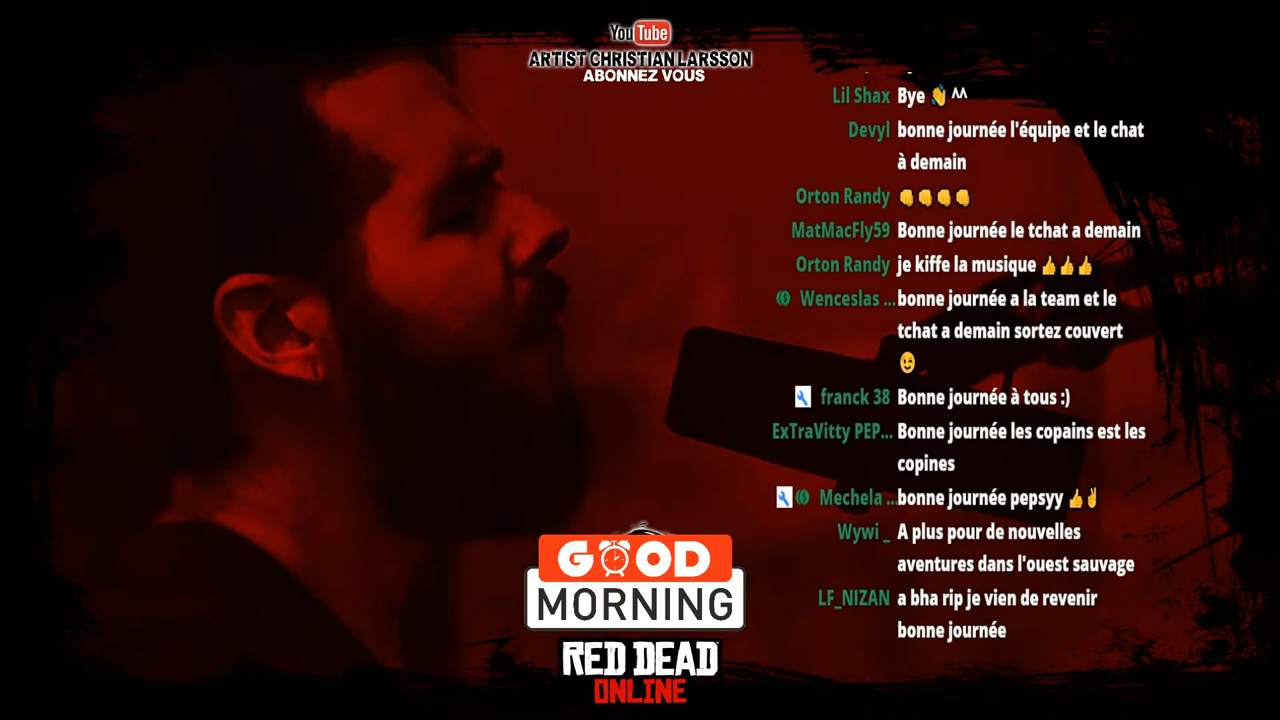 You Tube
ARTIST CHRISTIAN LARSSON
ABONNEZ VOUS
Lil Shax Bye 👋 ^^
Devyl bonne journée l'équipe et le chat
à demain
Orton Randy 👊👊👊👊
MatMacFly59 Bonne journée le tchat a demain
Orton Randy je kiffe la musique 👍👍👍
Wenceslas ... bonne journée a la team et le
tchat a demain sortez couvert
😉
franck 38 Bonne journée à tous :)
ExTraVitty PEP... Bonne journée les copains est les
copines
Mechela ... bonne journée pepsyy 👍✌
Wywi _ A plus pour de nouvelles
aventures dans l'ouest sauvage
LF_NIZAN a bha rip je vien de revenir
bonne journée
GOOD
MORNING
RED DEAD
ONLINE